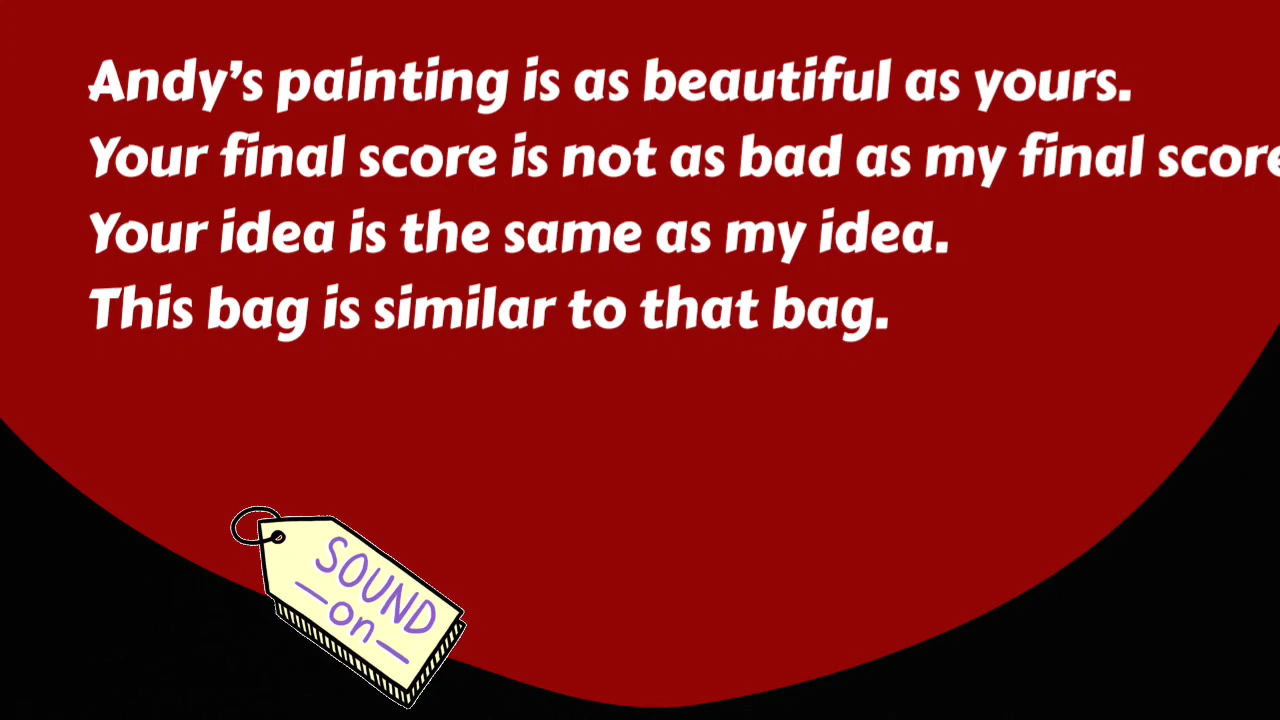 Andy’s painting is as beautiful as yours.
Your final score is not as bad as my final score
Your idea is the same as my idea.
This bag is similar to that bag.
SOUND
on